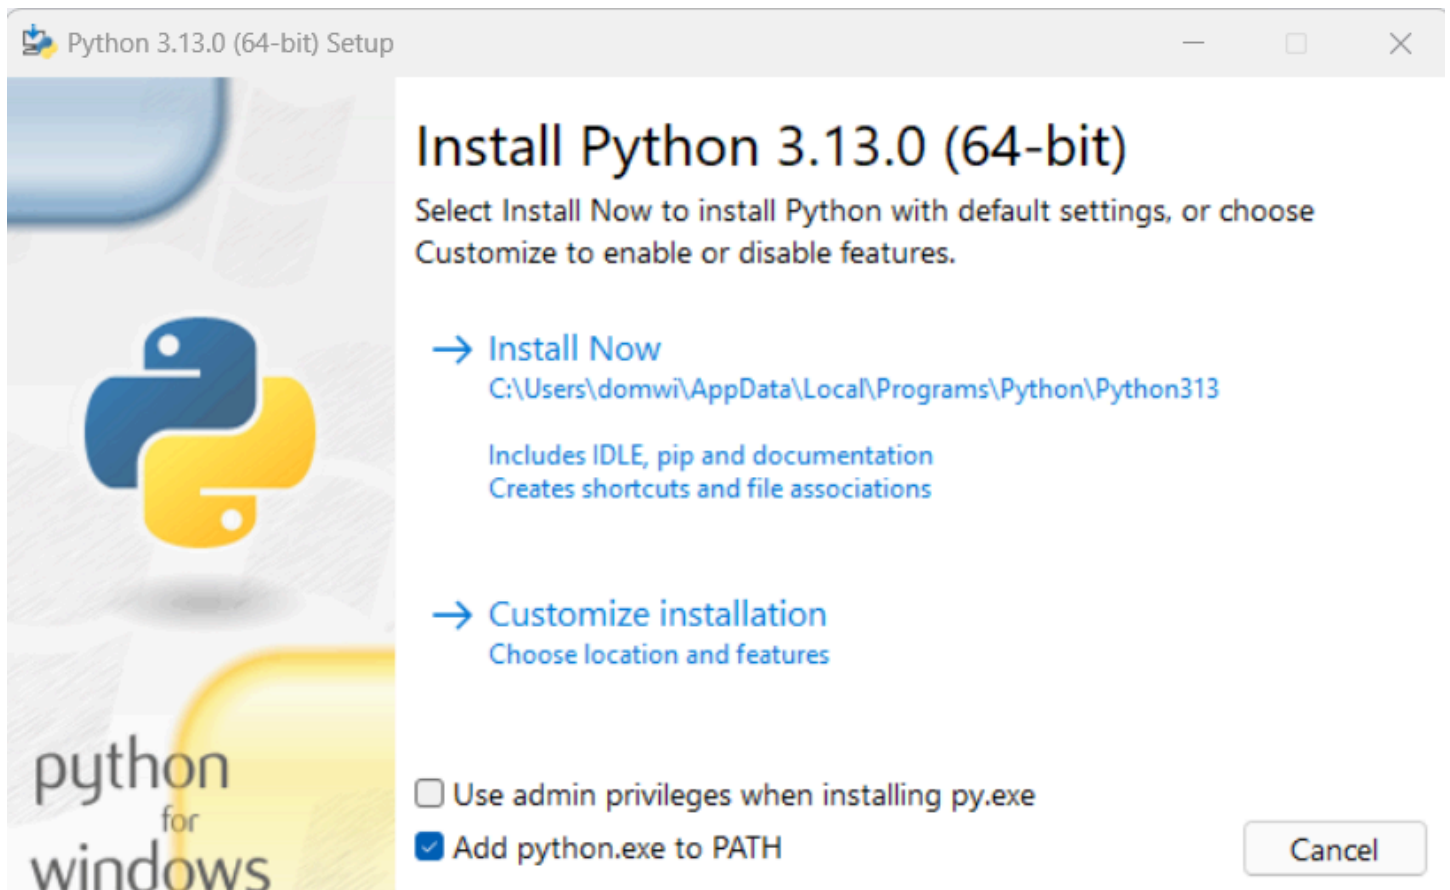 Python 3.13.0 (64-bit) Setup
Install Python 3.13.0 (64-bit)
Select Install Now to install Python with default settings, or choose
Customize to enable or disable features.
Install Now
C:\Users\domwi\AppData\Local\Programs\Python\Python313
Includes IDLE, pip and documentation
Creates shortcuts and file associations
Customize installation
Choose location and features
python
for
windows
Use admin privileges when installing py.exe
Add python.exe to PATH
Cancel